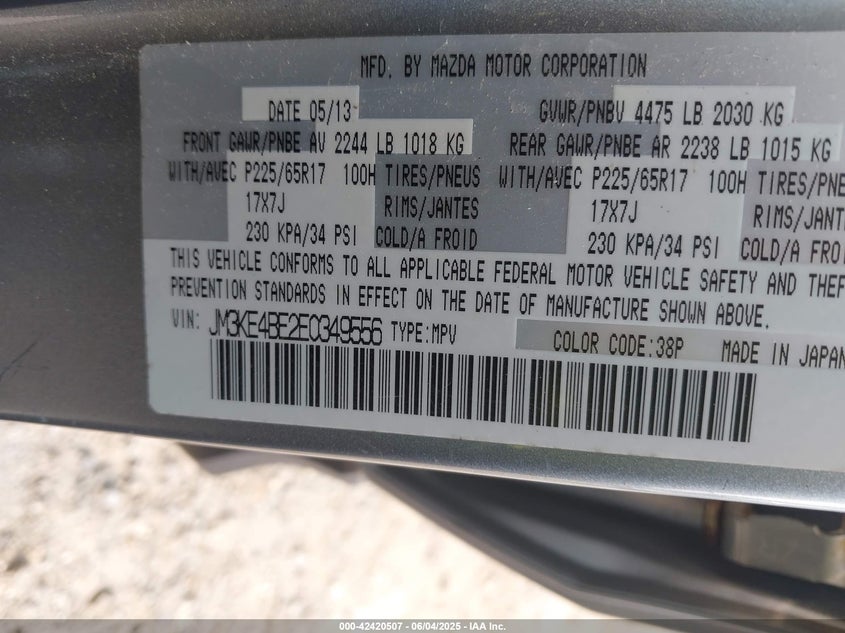 MFD. BY MAZDA MOTOR CORPORATION
DATE 05/13 GVWR/PNBV 4475 LB 2030 KG
FRONT GAWR/PNBE AV 2244 LB 1018 KG REAR GAWR/PNBE AR 2238 LB 1015 KG
WITH/AVEC P225/65R17 100H TIRES/PNEUS WITH/AVEC P225/65R17 100H TIRES/PNE
17X7J RIMS/JANTES 17X7J RIMS/JANTES
230 KPA/34 PSI COLD/A FROID 230 KPA/34 PSI COLD/A FROI
THIS VEHICLE CONFORMS TO ALL APPLICABLE FEDERAL MOTOR VEHICLE SAFETY AND THEF
PREVENTION STANDARDS IN EFFECT ON THE DATE OF MANUFACTURE SHOWN ABOVE.
VIN: JM3KE4BE2E0349556 TYPE:MPV COLOR CODE:38P MADE IN JAPAN
000-42420507 - 06/04/2025 - IAA Inc.